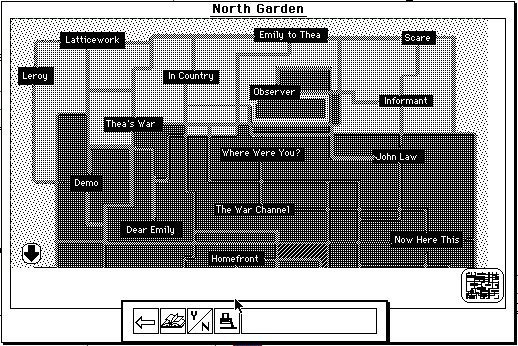 North Garden
Latticework
Emily to Thea
Scare
Leroy
In Country
Observer
Informant
Thea's War
Where Were You?
John Law
Demo
The War Channel
Dear Emily
Now Here This
Homefront
Y/N